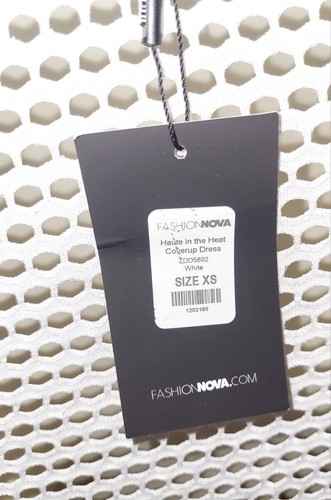 FASHIONNOVA
Haute in the Heat
Coverup Dress
ZDD5892
White
SIZE XS
1202189
FASHIONNOVA.COM